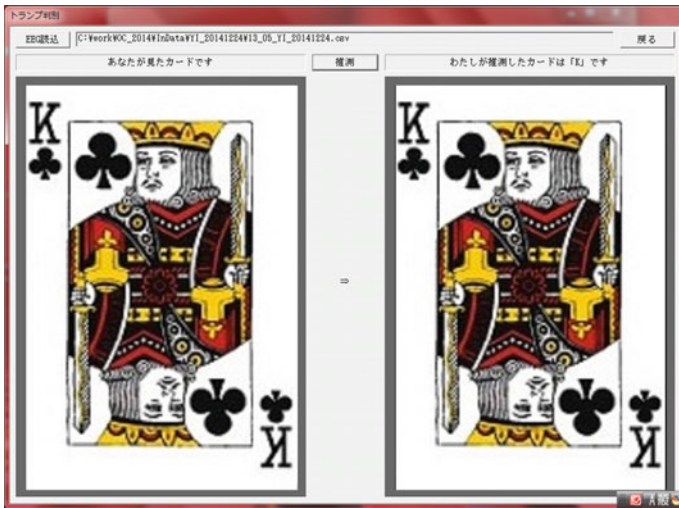 トランプ判別
EEG読込 C:¥work¥OC_2014¥InData¥YI_20141224¥13_05_YI_20141224.csv 戻る
あなたが見たカードです 推測 わたしが推測したカードは「K」です
K K
⇒
K K
A 般